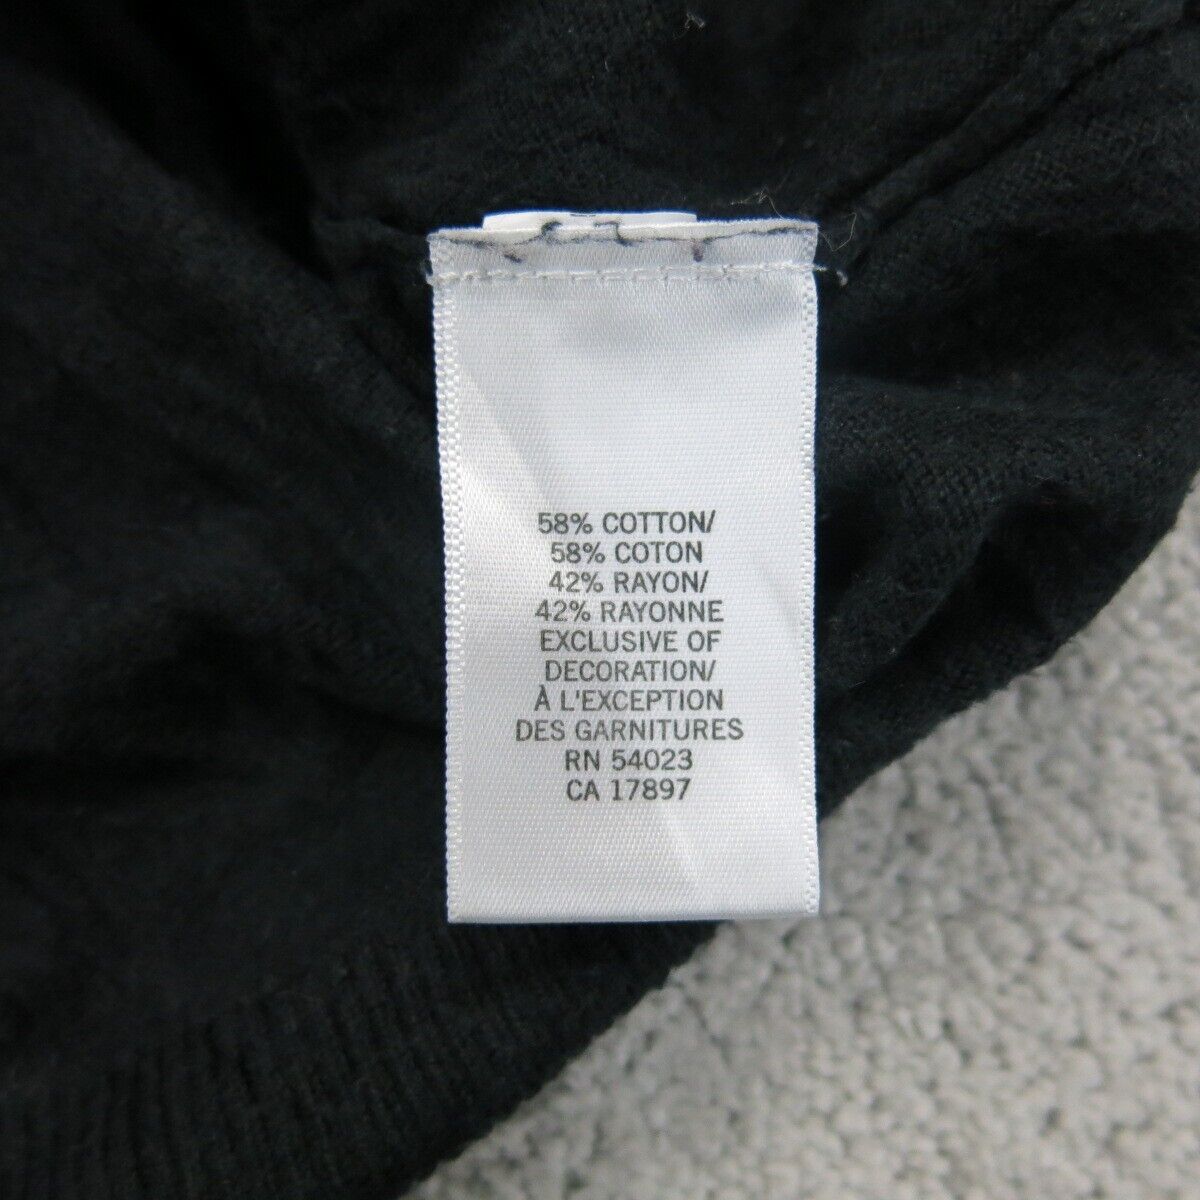 58% COTTON/
58% COTON
42% RAYON/
42% RAYONNE
EXCLUSIVE OF
DECORATION/
À L'EXCEPTION
DES GARNITURES
RN 54023
CA 17897